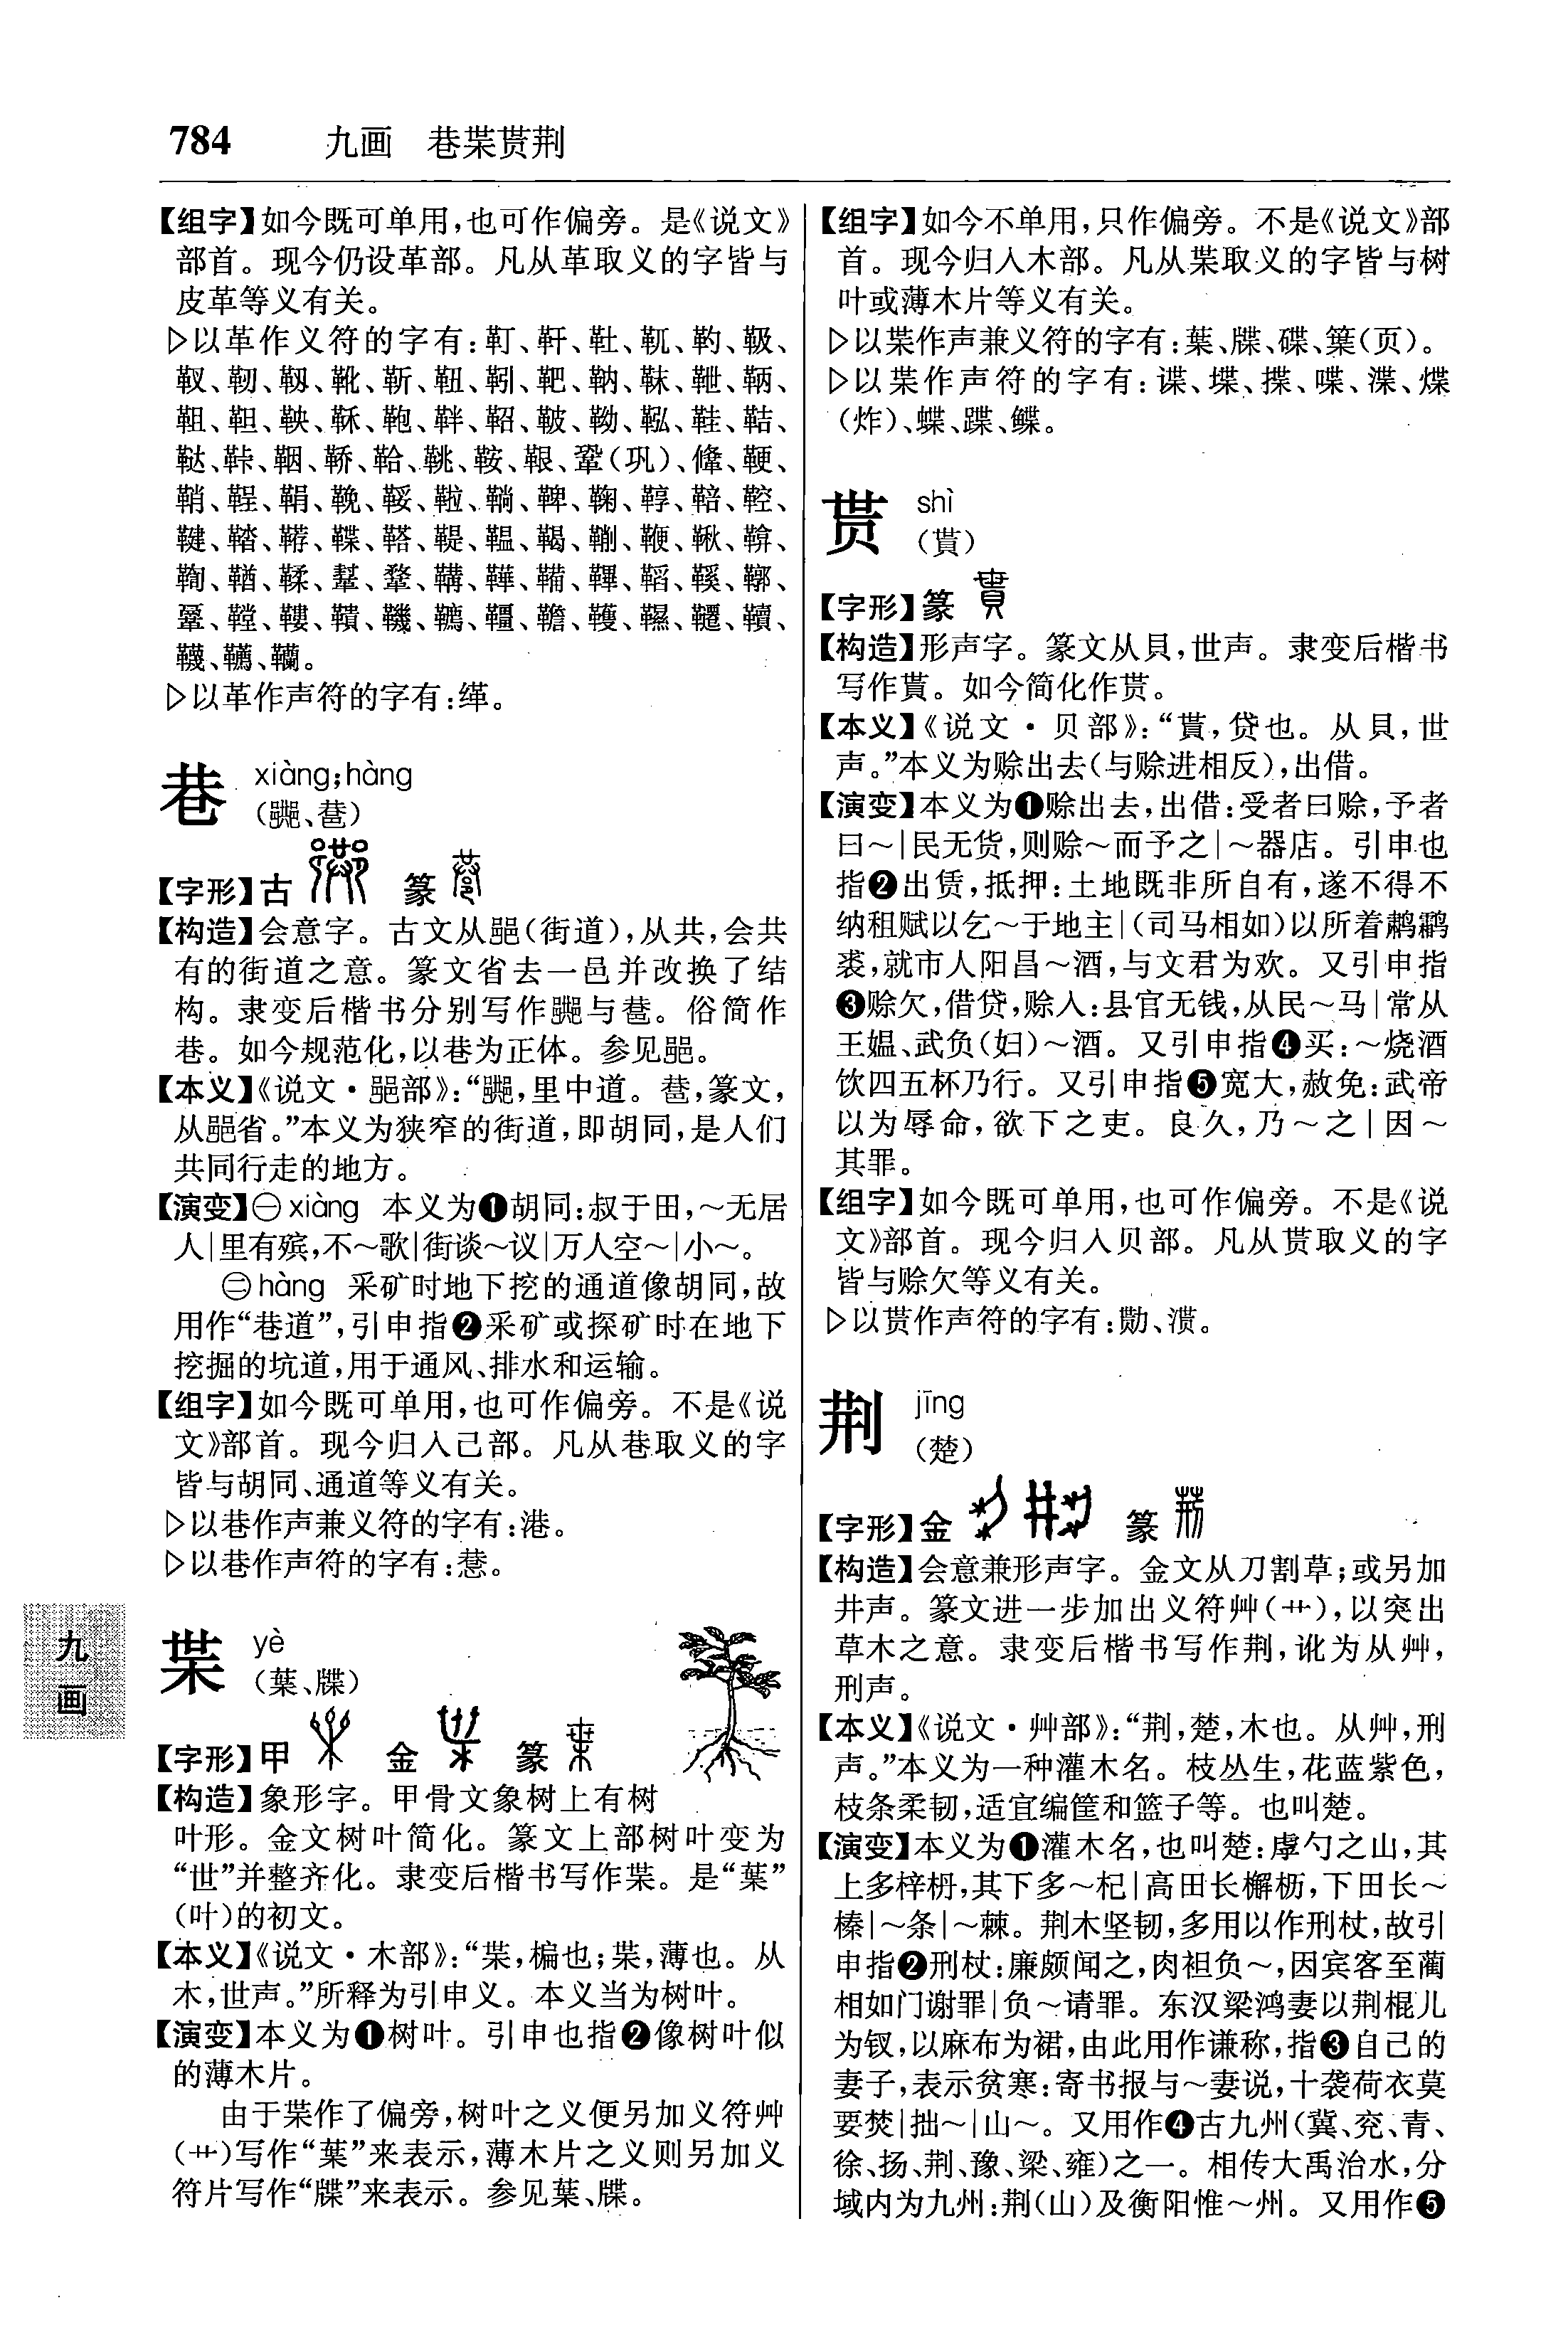 784 九画 巷枼贳荆
【组字】如今既可单用,也可作偏旁。是《说文》
部首。现今仍设革部。凡从革取义的字皆与
皮革等义有关。
▷以革作义符的字有:靪、靬、靯、靰、靮、靸、
靫、靭、靱、靴、靳、靵、靷、靶、靹、靺、鞋、鞆、
靼、鞅、鞄、鞀、鞁、鞋、鞊、
鞑、鞇、鞒、鞈、鞉、鞍、鞎、鞏(巩)、鞗、鞕、
鞘、鞓、鞙、鞔、鞖、鞡、鞝、鞞、鞠、鞟、
鞬、鞜、鞯、鞢、鞳、鞮、鞰、鞨、鞭、鞦、
鞫、鞧、鞣、鞤、鞲、鞴、鞱、鞵、
鞶、鞺、鞻、韂、
韈、韉、韊。
▷以革作声符的字有:缂。
巷 xiàng;hàng
(䢽、巷)
【字形】古 篆
【构造】会意字。古文从䣈(街道),从共,会共
有的街道之意。篆文省去一邑并改换了结
构。隶变后楷书分别写作与。俗简作
巷。如今规范化,以巷为正体。参见。
【本义】《说文·部》:“,里中道。,篆文,
从省。”本义为狭窄的街道,即胡同,是人们
共同行走的地方。
【演变】㊀xiàng 本义为❶胡同:叔于田,~无居
人|里有殡,不~歌|街谈~议|万人空~|小~。
㊁hàng 采矿时地下挖的通道像胡同,故
用作“巷道”,引申指❷采矿或探矿时在地下
挖掘的坑道,用于通风、排水和运输。
【组字】如今既可单用,也可作偏旁。不是《说
文》部首。现今归入己部。凡从巷取义的字
皆与胡同、通道等义有关。
▷以巷作声兼义符的字有:港。
▷以巷作声符的字有:。
九画
枼 yè
(葉、牒)
【字形】甲 金 篆
【构造】象形字。甲骨文象树上有树
叶形。金文树叶简化。篆文上部树叶变为
“世”并整齐化。隶变后楷书写作枼。是“葉”
(叶)的初文。
【本义】《说文·木部》:“枼,楄也;枼,薄也。从
木,世声。”所释为引申义。本义当为树叶。
【演变】本义为❶树叶。引申也指❷像树叶似
的薄木片。
由于枼作了偏旁,树叶之义便另加义符艸
(艹)写作“葉”来表示,薄木片之义则另加义
符片写作“牒”来表示。参见葉、牒。
【组字】如今不单用,只作偏旁。不是《说文》部
首。现今归入木部。凡从枼取义的字皆与树
叶或薄木片等义有关。
▷以枼作声兼义符的字有:葉、牒、碟、箂(页)。
▷以枼作声符的字有:谍、堞、揲、喋、渫、煠
(炸)、蝶、蹀、鲽。
贳 shì
(貰)
【字形】篆
【构造】形声字。篆文从貝,世声。隶变后楷书
写作貰。如今简化作贳。
【本义】《说文·贝部》:“貰,贷也。从貝,世
声。”本义为赊出去(与赊进相反),出借。
【演变】本义为❶赊出去,出借:受者曰赊,予者
曰~|民无货,则赊~而予之|~器店。引申也
指❷出赁,抵押:土地既非所自有,遂不得不
纳租赋以乞~于地主|(司马相如)以所着鹔鹴
裘,就市人阳昌~酒,与文君为欢。又引申指
❸赊欠,借贷,赊入:县官无钱,从民~马|常从
王媪、武负(妇)~酒。又引申指❹买:~烧酒
饮四五杯乃行。又引申指❺宽大,赦免:武帝
以为辱命,欲下之吏。良久,乃~之|因~
其罪。
【组字】如今既可单用,也可作偏旁。不是《说
文》部首。现今归入贝部。凡从贳取义的字
皆与赊欠等义有关。
▷以贳作声符的字有:勩、。
荆 jīng
(楚)
【字形】金 篆
【构造】会意兼形声字。金文从刀割草;或另加
井声。篆文进一步加出义符艸(艹),以突出
草木之意。隶变后楷书写作荆,讹为从艸,
刑声。
【本义】《说文·艸部》:“荆,楚,木也。从艸,刑
声。”本义为一种灌木名。枝丛生,花蓝紫色,
枝条柔韧,适宜编筐和篮子等。也叫楚。
【演变】本义为❶灌木名,也叫楚:虖勺之山,其
上多梓枬,其下多~杞|高田长檞枥,下田长~
榛|~条|~棘。荆木坚韧,多用以作刑杖,故引
申指❷刑杖:廉颇闻之,肉袒负~,因宾客至蔺
相如门谢罪|负~请罪。东汉梁鸿妻以荆棍儿
为钗,以麻布为裙,由此用作谦称,指❸自己的
妻子,表示贫寒:寄书报与~妻说,十袭荷衣莫
要焚|拙~|山~。又用作❹古九州(冀、兖、青、
徐、扬、荆、豫、梁、雍)之一。相传大禹治水,分
域内为九州:荆(山)及衡阳惟~州。又用作❺